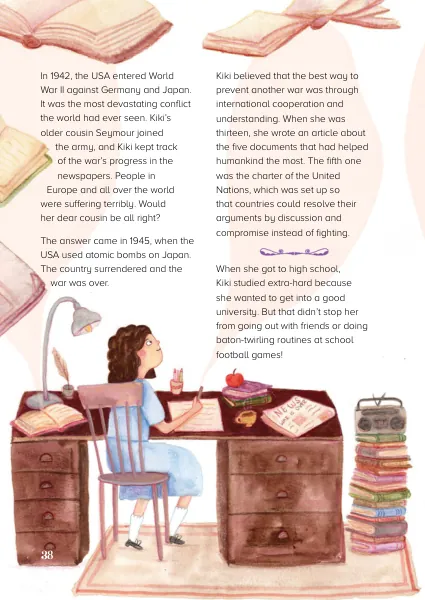 In 1942, the USA entered World
War II against Germany and Japan.
It was the most devastating conflict
the world had ever seen. Kiki's
older cousin Seymour joined
the army, and Kiki kept track
of the war's progress in the
newspapers. People in
Europe and all over the world
were suffering terribly. Would
her dear cousin be all right?
The answer came in 1945, when the
USA used atomic bombs on Japan.
The country surrendered and the
war was over.
Kiki believed that the best way to
prevent another war was through
international cooperation and
understanding. When she was
thirteen, she wrote an article about
the five documents that had helped
humankind the most. The fifth one
was the charter of the United
Nations, which was set up so
that countries could resolve their
arguments by discussion and
compromise instead of fighting.
When she got to high school,
Kiki studied extra-hard because
she wanted to get into a good
university. But that didn't stop her
from going out with friends or doing
baton-twirling routines at school
football games!
NEWS
38